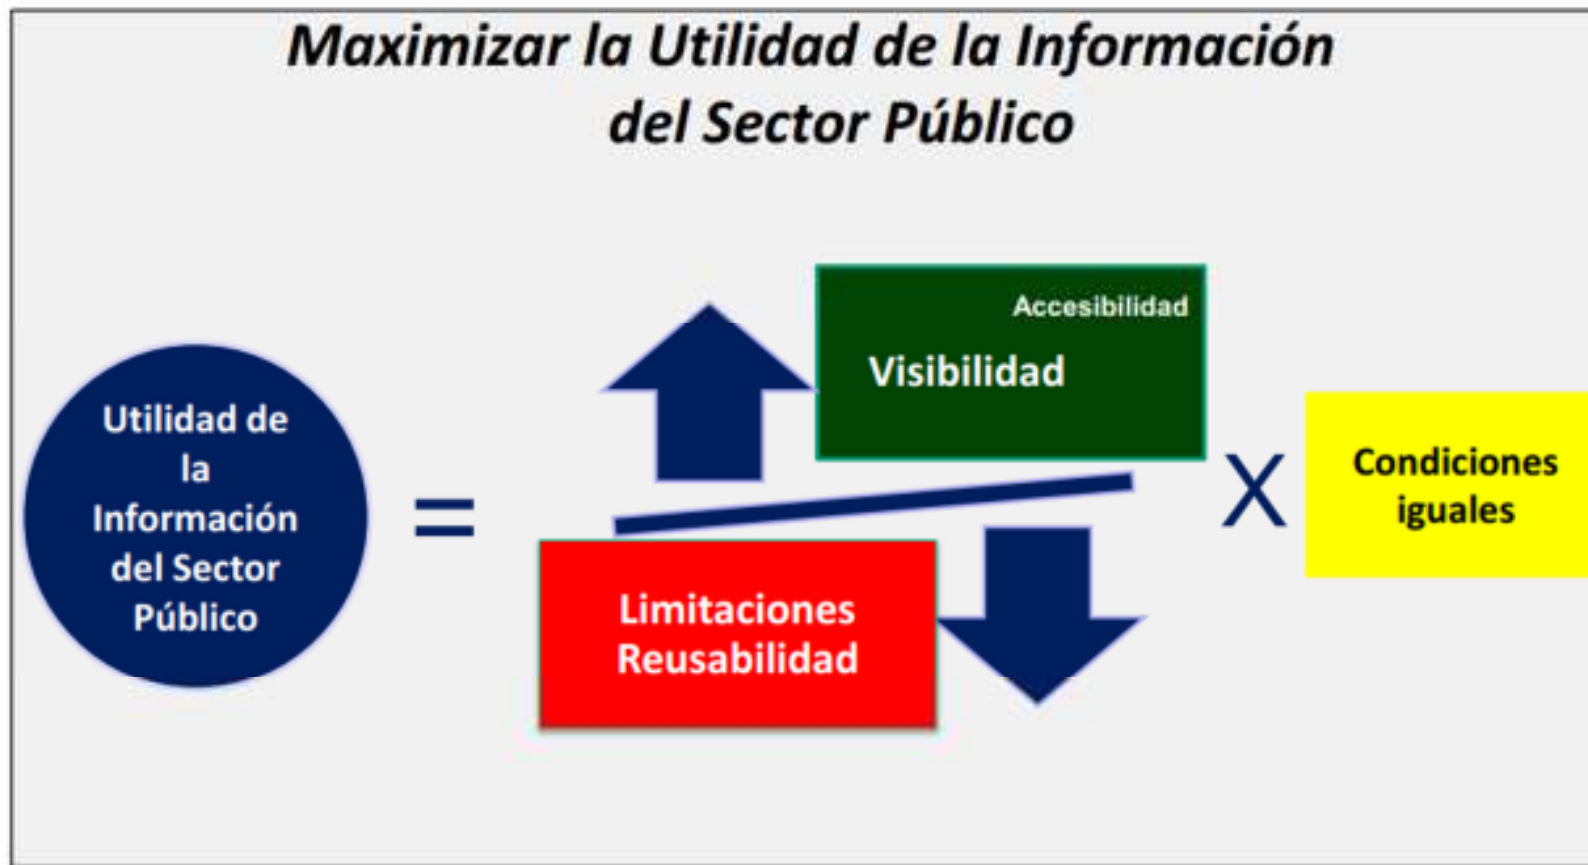 Maximizar la Utilidad de la Información
del Sector Público
Utilidad de
la
Información
del Sector
Público
=
Accesibilidad
Visibilidad
Limitaciones
Reusabilidad
X
Condiciones
iguales